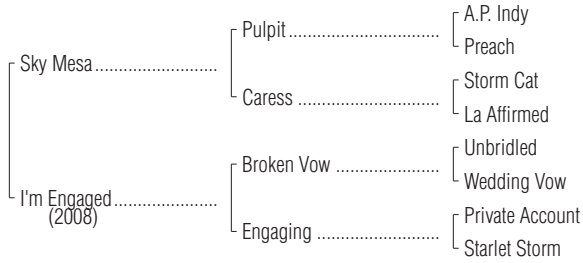 A.P. Indy
Pulpit
Preach
Sky Mesa
Storm Cat
Caress
La Affirmed
Unbridled
Broken Vow
Wedding Vow
I'm Engaged
(2008)
Private Account
Engaging
Starlet Storm